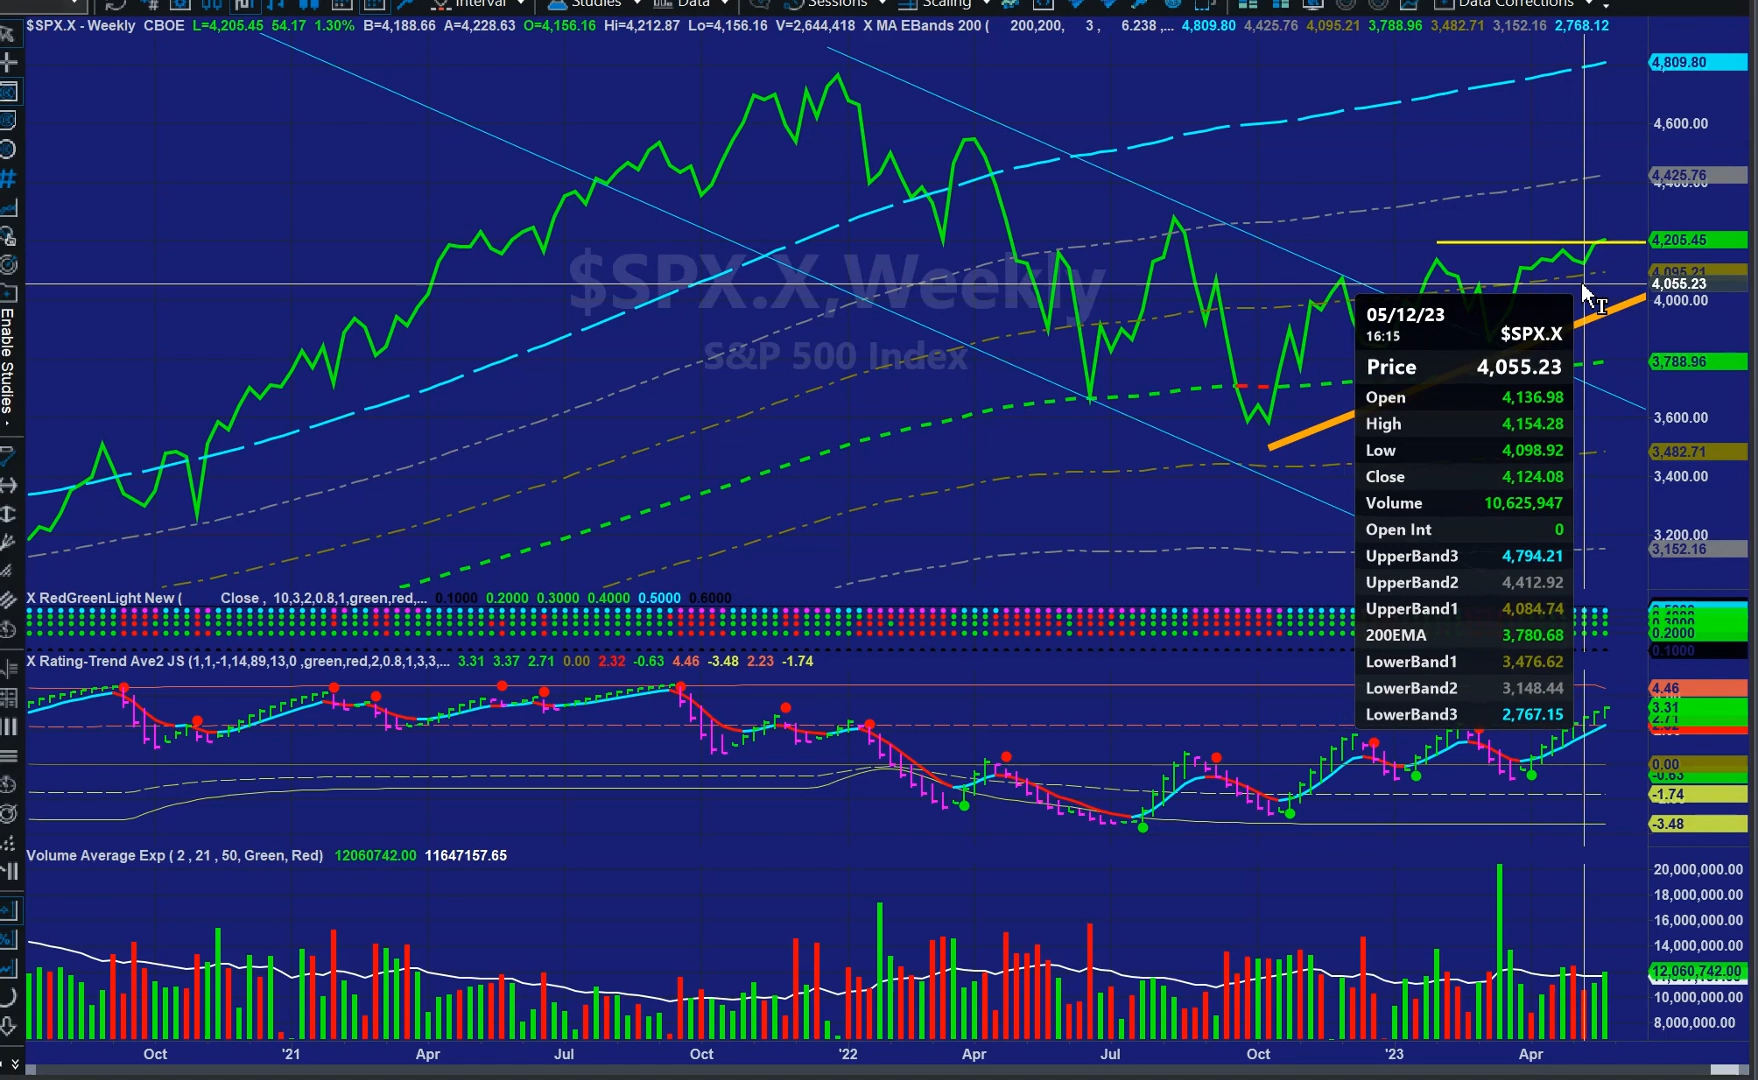 Interval Studies Data Sessions Scaling Data Corrections
$SPX.X - Weekly CBOE L=4,205.45 54.17 1.30% B=4,188.66 A=4,228.63 O=4,156.16 Hi=4,212.87 Lo=4,156.16 V=2,644,418 X MA EBands 200 ( 200,200, 3 , 6.238 ,... 4,809.80 4,425.76 4,095.21 3,788.96 3,482.71 3,152.16 2,768.12
4,809.80
4,600.00
4,425.76
4,400.00
4,205.45
4,095.21
4,055.23
4,000.00
3,788.96
3,600.00
3,482.71
3,400.00
3,200.00
3,152.16
$SPX.X,Weekly
S&P 500 Index
Enable Studies
05/12/23
16:15 $SPX.X
Price 4,055.23
Open 4,136.98
High 4,154.28
Low 4,098.92
Close 4,124.08
Volume 10,625,947
Open Int 0
UpperBand3 4,794.21
UpperBand2 4,412.92
UpperBand1 4,084.74
200EMA 3,780.68
LowerBand1 3,476.62
LowerBand2 3,148.44
LowerBand3 2,767.15
X RedGreenLight New ( Close , 10,3,2,0.8,1,green,red,... 0.1000 0.2000 0.3000 0.4000 0.5000 0.6000
0.2000
0.1000
X Rating-Trend Ave2 JS (1,1,-1,14,89,13,0 ,green,red,2,0.8,1,3,3,... 3.31 3.37 2.71 0.00 2.32 -0.63 4.46 -3.48 2.23 -1.74
4.46
3.31
2.71
0.00
-0.63
-1.74
-3.48
Volume Average Exp ( 2 , 21 , 50, Green, Red) 12060742.00 11647157.65
20,000,000.00
18,000,000.00
16,000,000.00
14,000,000.00
12,060,742.00
10,000,000.00
8,000,000.00
Oct '21 Apr Jul Oct '22 Apr Jul Oct '23 Apr